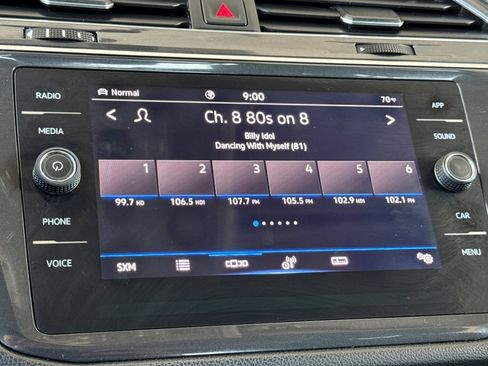 RADIO
MEDIA
PHONE
VOICE
Normal
9:00
70°F
< Ch. 8 80s on 8 >
Billy Idol
Dancing With Myself (81)
1 2 3 4 5 6
99.7 HD 106.5 HD1 107.7 FM 105.5 FM 102.9 HD1 102.1 FM
SXM
APP
SOUND
CAR
MENU